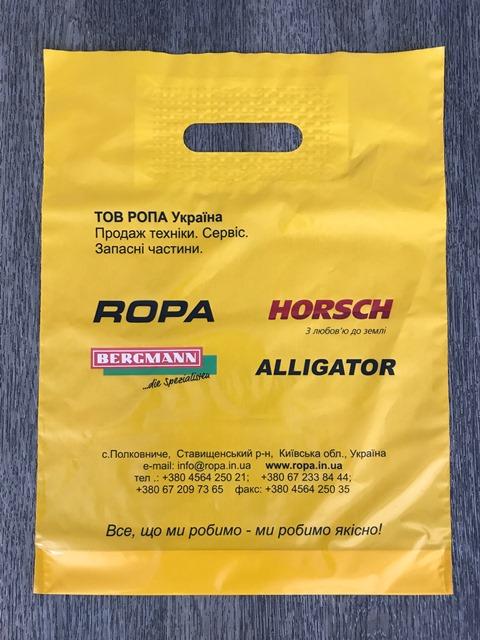 ТОВ РОПА Україна
Продаж техніки. Сервіс.
Запасні частини.
ROPA
HORSCH
З любов'ю до землі
BERGMANN
...die Spezialisten
ALLIGATOR
с.Полковниче, Ставищенський р-н, Київська обл., Україна
e-mail: info@ropa.in.ua www.ropa.in.ua
тел .: +380 4564 250 21; +380 67 233 84 44;
+380 67 209 73 65 факс: +380 4564 250 35
Все, що ми робимо - ми робимо якісно!